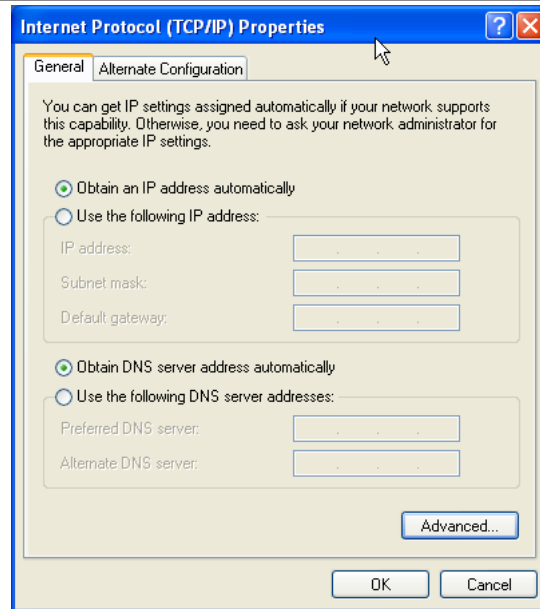 Internet Protocol (TCP/IP) Properties
General
Alternate Configuration
You can get IP settings assigned automatically if your network supports
this capability. Otherwise, you need to ask your network administrator for
the appropriate IP settings.
Obtain an IP address automatically
Use the following IP address:
IP address:
Subnet mask:
Default gateway:
Obtain DNS server address automatically
Use the following DNS server addresses:
Preferred DNS server:
Alternate DNS server:
Advanced...
OK
Cancel